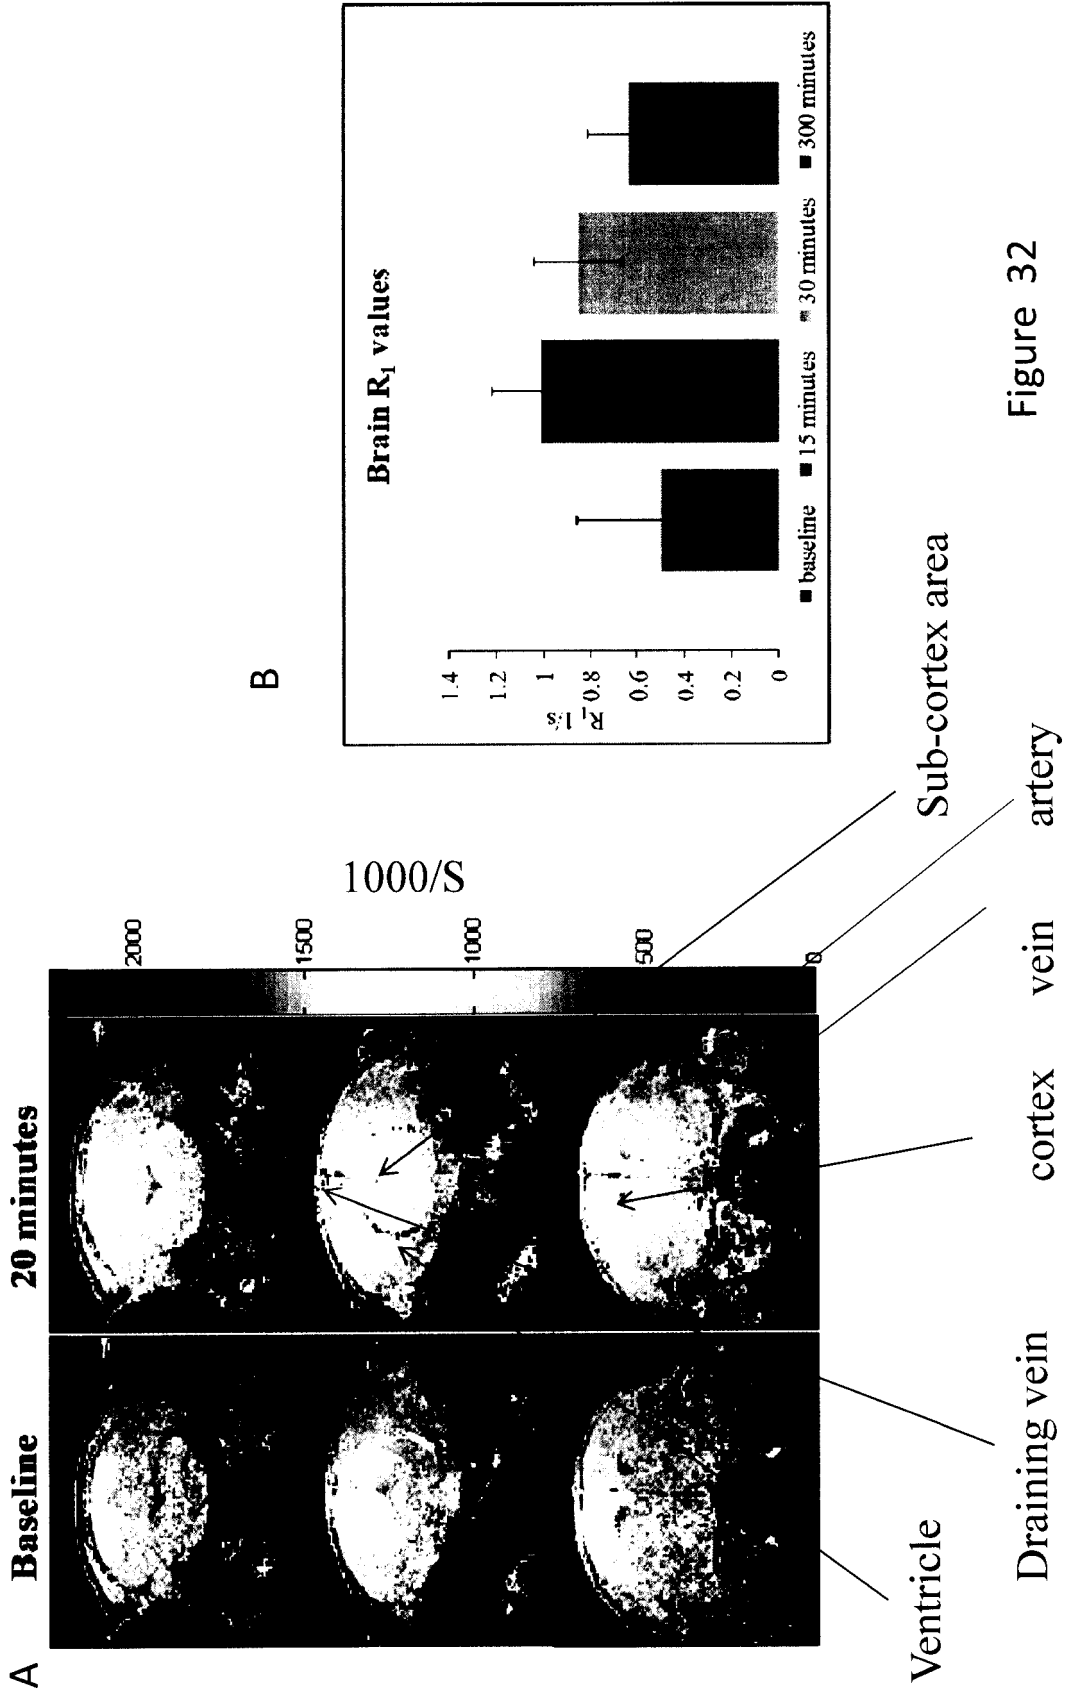 A
Baseline
20 minutes
2000
1500
1000
500
0
1000/S
Ventricle
Draining vein
cortex
vein
artery
Sub-cortex area
B
Brain R₁ values
R₁ 1/s
1.4
1.2
1
0.8
0.6
0.4
0.2
0
baseline
15 minutes
30 minutes
300 minutes
Figure 32